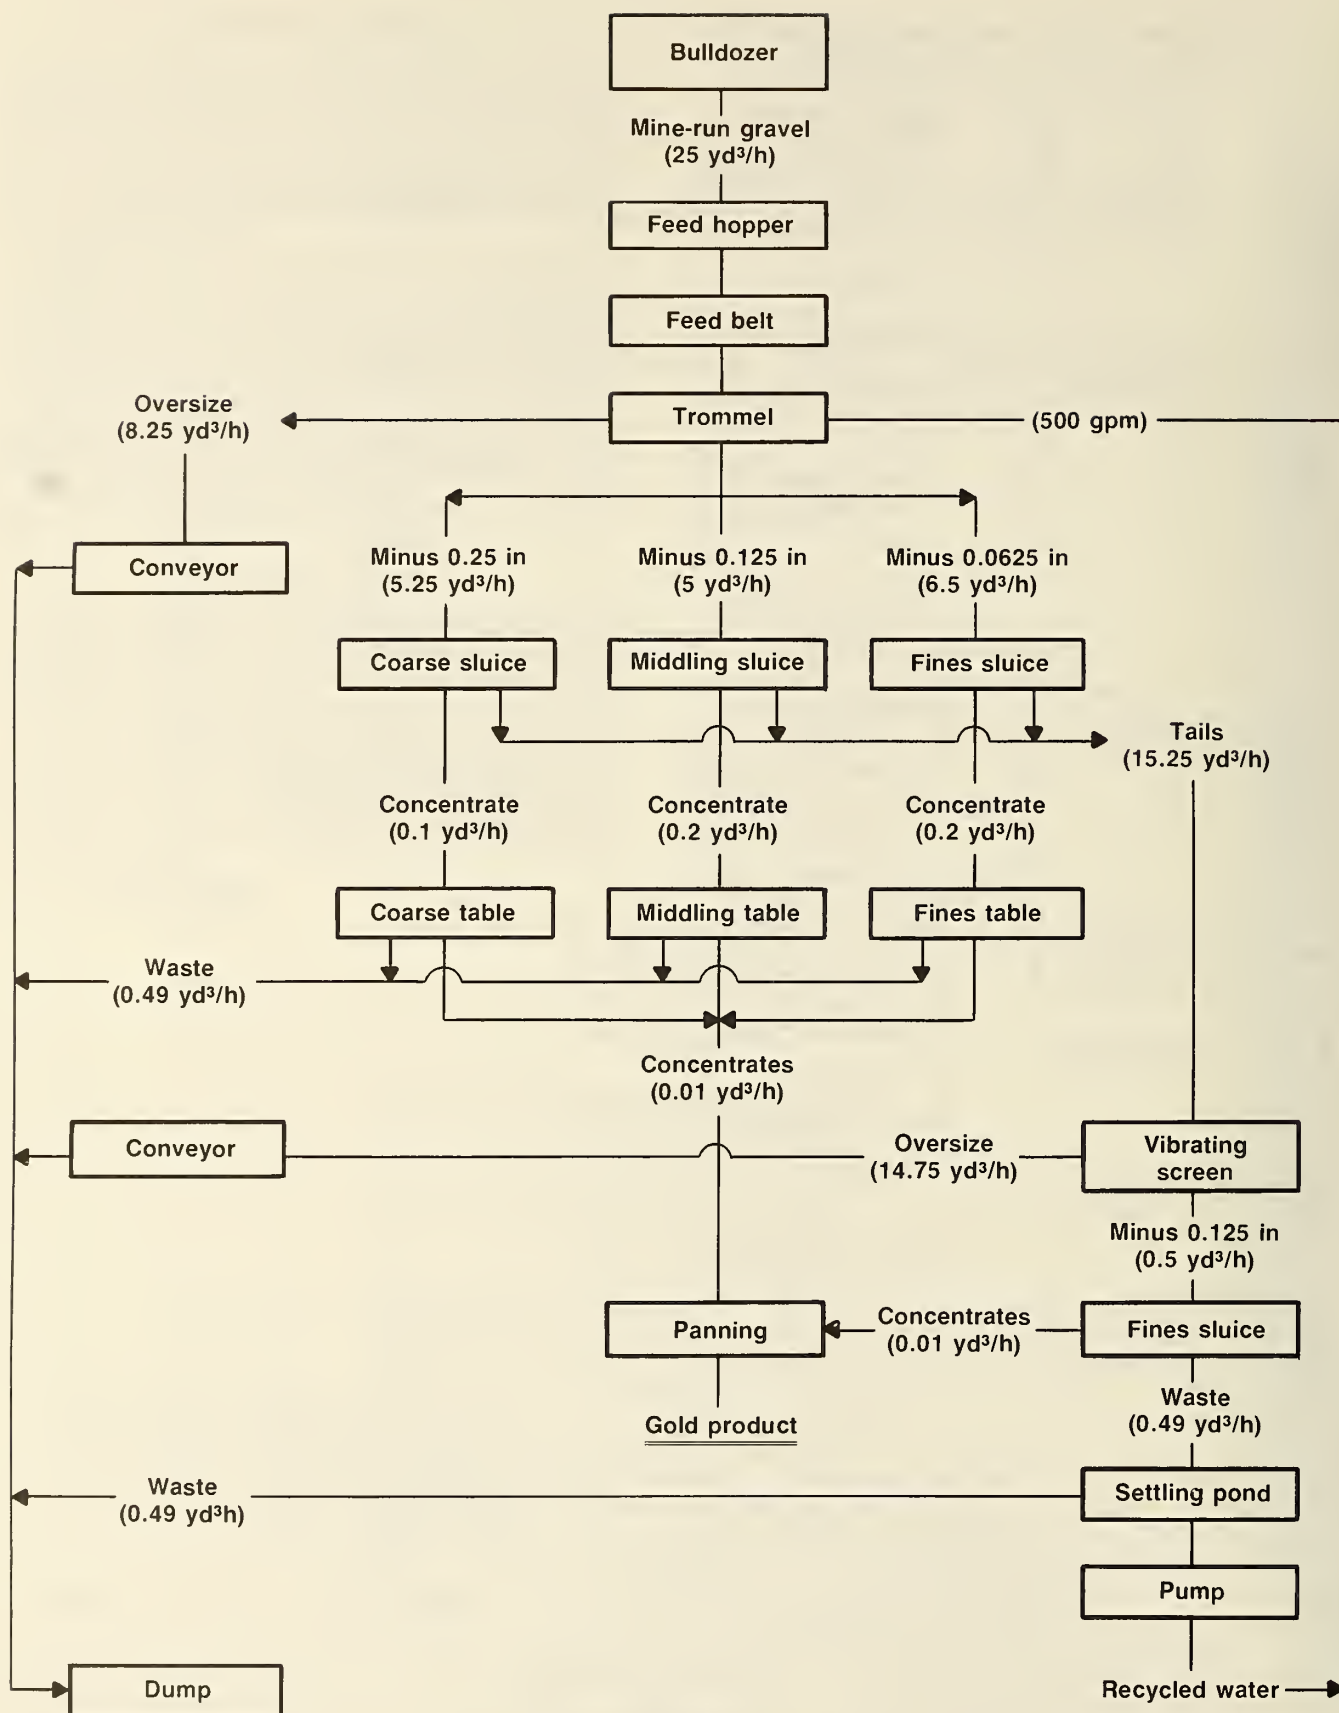 Bulldozer
Mine-run gravel
(25 yd³/h)
Feed hopper
Feed belt
Oversize
(8.25 yd³/h)
Trommel
(500 gpm)
Conveyor
Minus 0.25 in
(5.25 yd³/h)
Minus 0.125 in
(5 yd³/h)
Minus 0.0625 in
(6.5 yd³/h)
Coarse sluice
Middling sluice
Fines sluice
Tails
(15.25 yd³/h)
Concentrate
(0.1 yd³/h)
Concentrate
(0.2 yd³/h)
Concentrate
(0.2 yd³/h)
Coarse table
Middling table
Fines table
Waste
(0.49 yd³/h)
Concentrates
(0.01 yd³/h)
Conveyor
Oversize
(14.75 yd³/h)
Vibrating
screen
Minus 0.125 in
(0.5 yd³/h)
Panning
Concentrates
(0.01 yd³/h)
Fines sluice
Gold product
Waste
(0.49 yd³/h)
Waste
(0.49 yd³h)
Settling pond
Pump
Dump
Recycled water